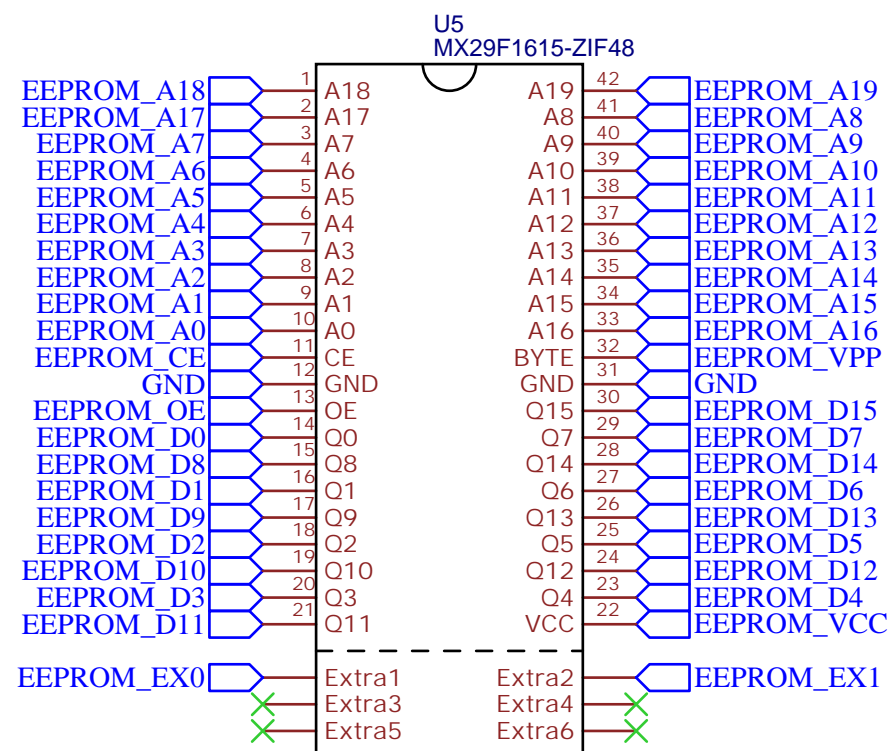 U5
MX29F1615-ZIF48
EEPROM_A18 1 A18 A19 42 EEPROM_A19
EEPROM_A17 2 A17 A8 41 EEPROM_A8
EEPROM_A7 3 A7 A9 40 EEPROM_A9
EEPROM_A6 4 A6 A10 39 EEPROM_A10
EEPROM_A5 5 A5 A11 38 EEPROM_A11
EEPROM_A4 6 A4 A12 37 EEPROM_A12
EEPROM_A3 7 A3 A13 36 EEPROM_A13
EEPROM_A2 8 A2 A14 35 EEPROM_A14
EEPROM_A1 9 A1 A15 34 EEPROM_A15
EEPROM_A0 10 A0 A16 33 EEPROM_A16
EEPROM_CE 11 CE BYTE 32 EEPROM_VPP
GND 12 GND GND 31 GND
EEPROM_OE 13 OE Q15 30 EEPROM_D15
EEPROM_D0 14 Q0 Q7 29 EEPROM_D7
EEPROM_D8 15 Q8 Q14 28 EEPROM_D14
EEPROM_D1 16 Q1 Q6 27 EEPROM_D6
EEPROM_D9 17 Q9 Q13 26 EEPROM_D13
EEPROM_D2 18 Q2 Q5 25 EEPROM_D5
EEPROM_D10 19 Q10 Q12 24 EEPROM_D12
EEPROM_D3 20 Q3 Q4 23 EEPROM_D4
EEPROM_D11 21 Q11 VCC 22 EEPROM_VCC
EEPROM_EX0 Extra1 Extra2 EEPROM_EX1
Extra3 Extra4
Extra5 Extra6